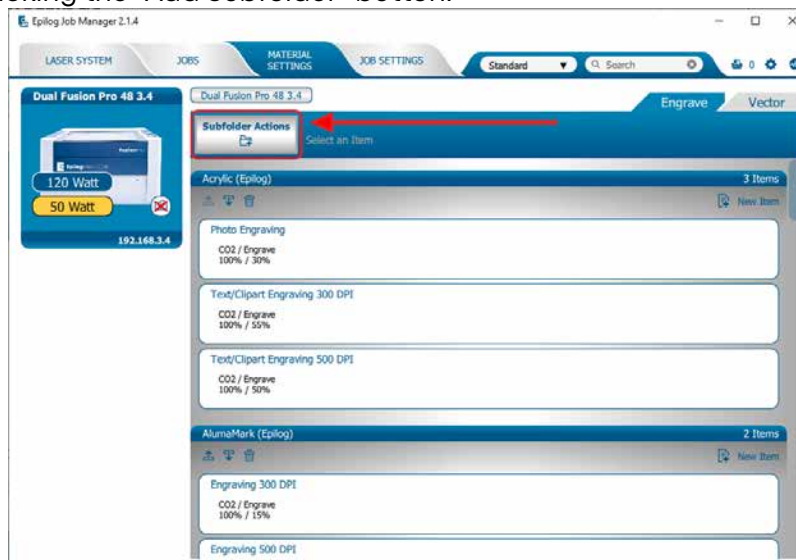 clicking the "Add subfolder" button.
Epilog Job Manager 2.1.4
LASER SYSTEM
JOBS
MATERIAL
SETTINGS
JOB SETTINGS
Standard
Search
0
Dual Fusion Pro 48 3.4
120 Watt
50 Watt
192.168.3.4
Dual Fusion Pro 48 3.4
Engrave
Vector
Subfolder Actions
Select an Item
Acrylic (Epilog)
3 Items
New Item
Photo Engraving
CO2 / Engrave
100% / 30%
Text/Clipart Engraving 300 DPI
CO2 / Engrave
100% / 55%
Text/Clipart Engraving 500 DPI
CO2 / Engrave
100% / 50%
AlumaMark (Epilog)
2 Items
New Item
Engraving 300 DPI
CO2 / Engrave
100% / 15%
Engraving 500 DPI